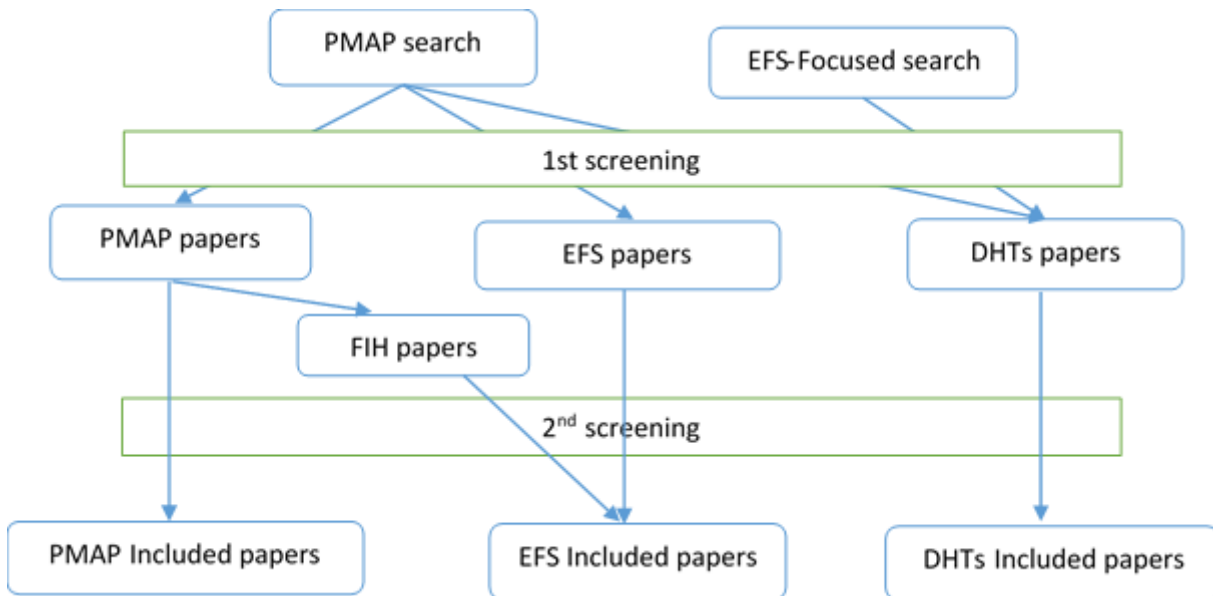 PMAP search
EFS-Focused search
1st screening
PMAP papers
EFS papers
DHTs papers
FIH papers
2nd screening
PMAP Included papers
EFS Included papers
DHTs Included papers